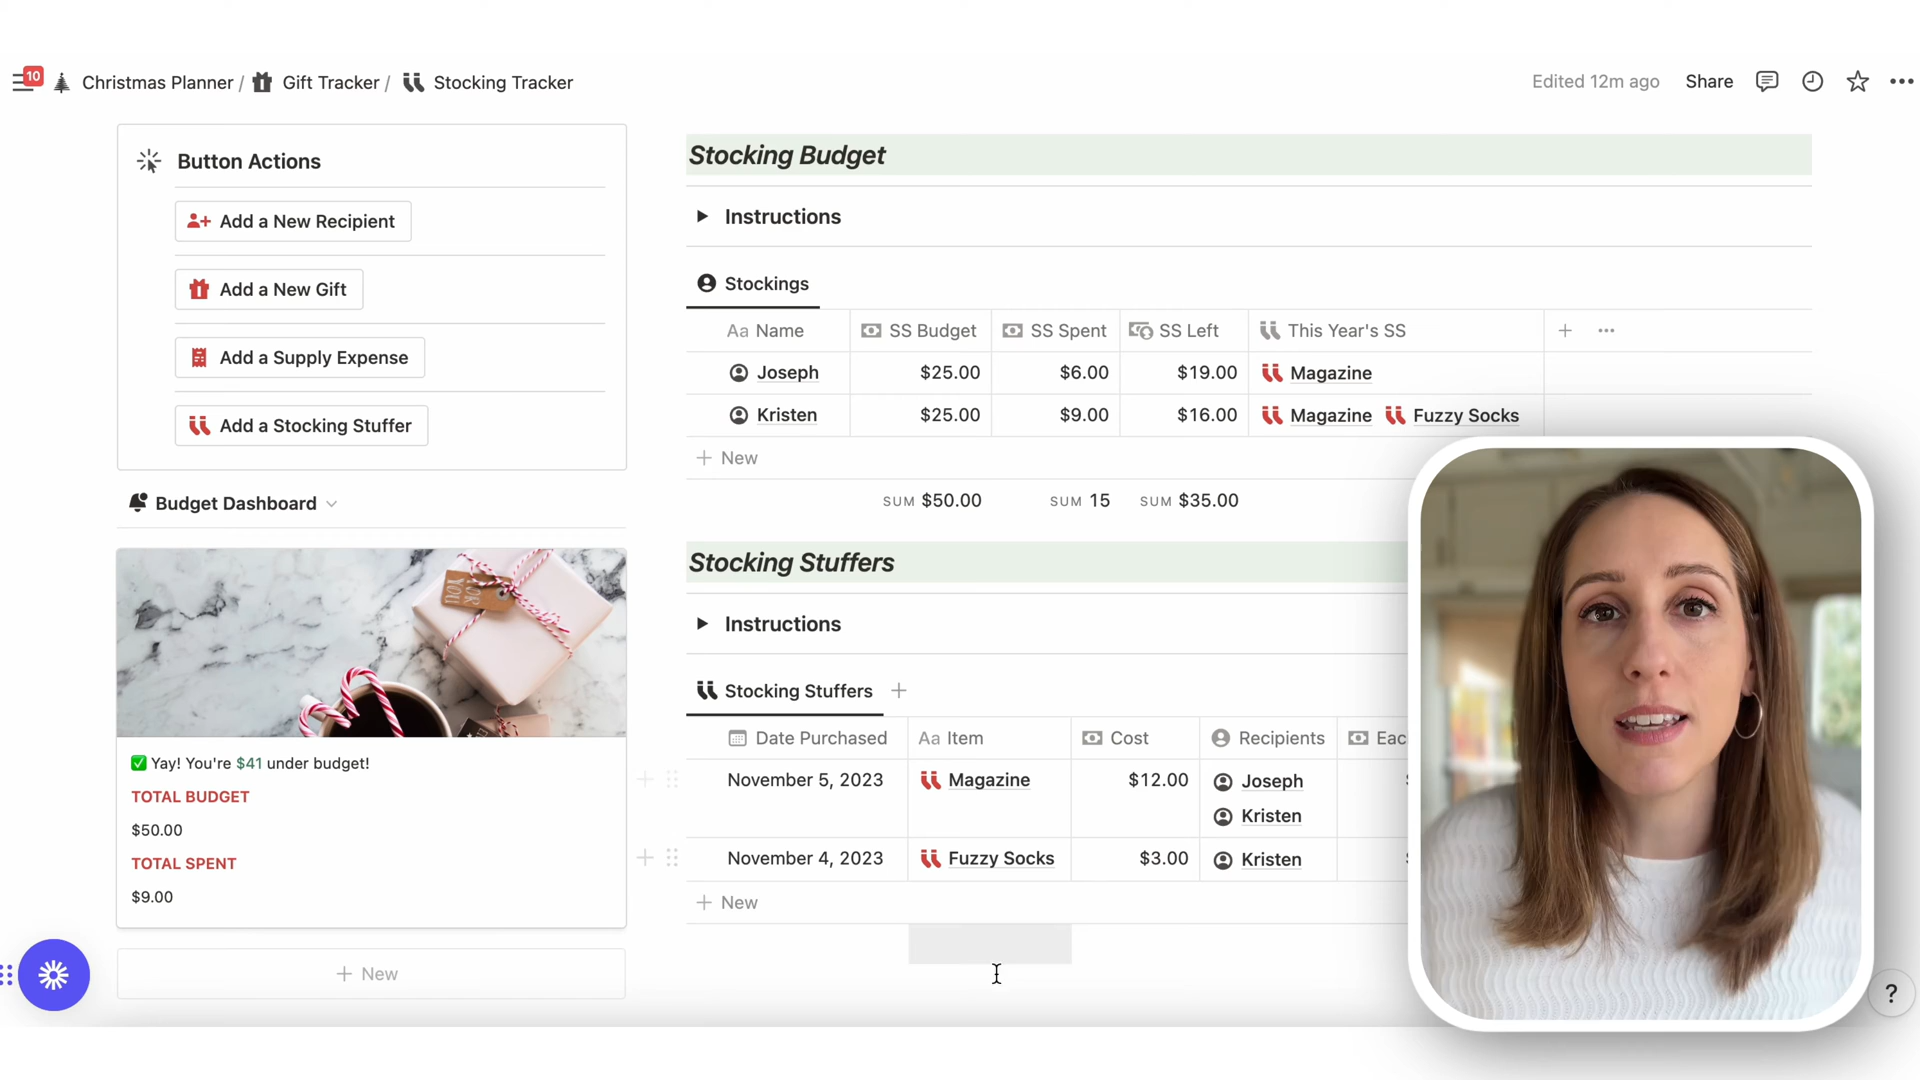 10
Christmas Planner / Gift Tracker / Stocking Tracker
Edited 12m ago Share
Button Actions
Add a New Recipient
Add a New Gift
Add a Supply Expense
Add a Stocking Stuffer
Budget Dashboard
FOR YOU
✅ Yay! You're $41 under budget!
TOTAL BUDGET
$50.00
TOTAL SPENT
$9.00
+ New
Stocking Budget
Instructions
Stockings
Aa Name SS Budget SS Spent SS Left This Year's SS + •••
Joseph $25.00 $6.00 $19.00 Magazine
Kristen $25.00 $9.00 $16.00 Magazine Fuzzy Socks
+ New
SUM $50.00 SUM 15 SUM $35.00
Stocking Stuffers
Instructions
Stocking Stuffers +
Date Purchased Aa Item Cost Recipients Eac
November 5, 2023 Magazine $12.00 Joseph
Kristen
November 4, 2023 Fuzzy Socks $3.00 Kristen
+ New
?